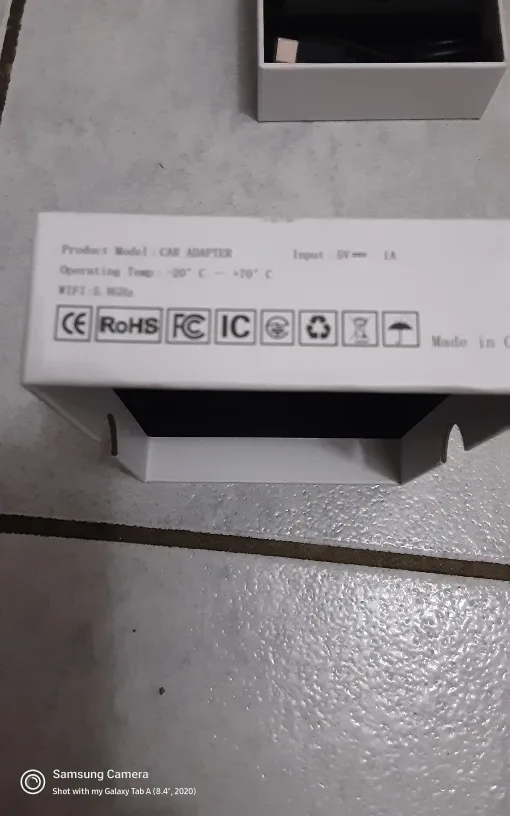 Product Model : CAR ADAPTER
Input : 5V 1A
Operating Temp: -20° C — +70° C
WIFI:5.8GHz
CE RoHS FC IC
Made in C
Samsung Camera
Shot with my Galaxy Tab A (8.4", 2020)